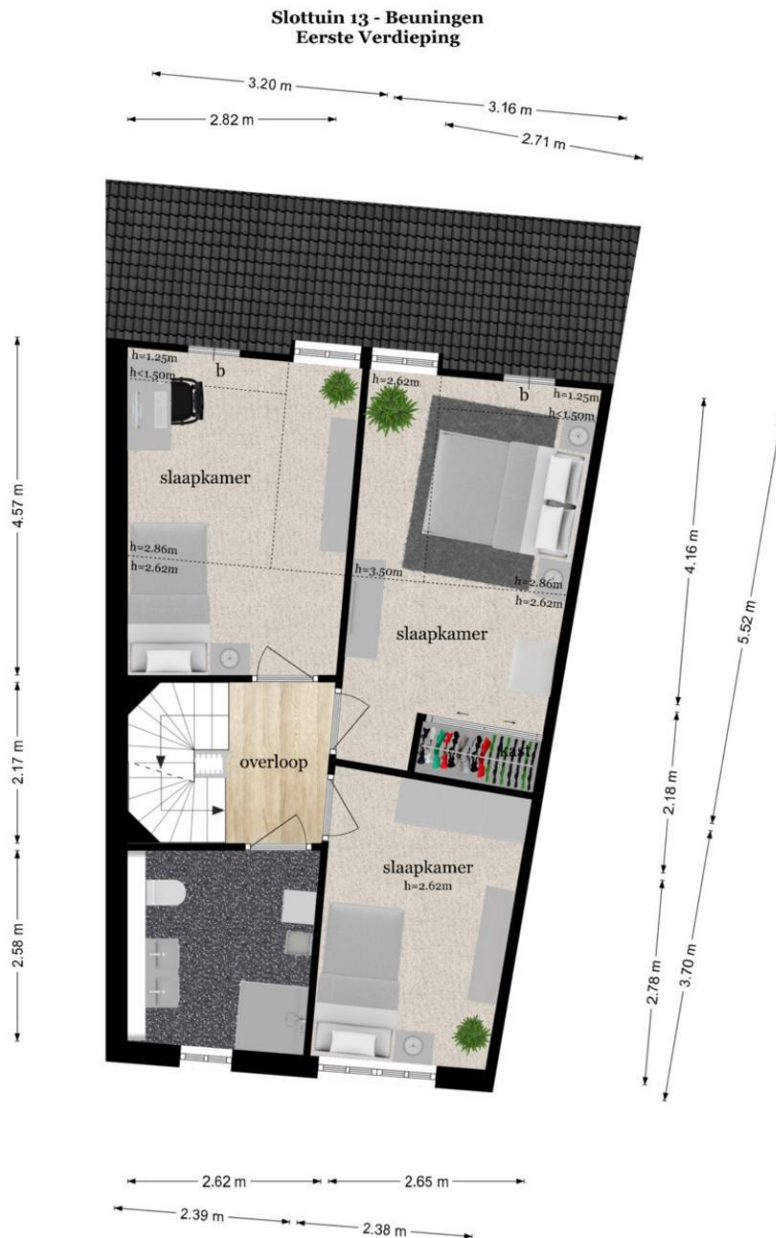 Slottuin 13 - Beuningen
Eerste Verdieping
3.20 m
3.16 m
2.82 m
2.71 m
h=1.25m
b
h<1.50m
h=2.62m
b
h=1.25m
h<1.50m
slaapkamer
4.57 m
4.16 m
h=2.86m
h=2.62m
h=3.50m
h=2.86m
h=2.62m
5.52 m
slaapkamer
2.17 m
overloop
kast
2.18 m
slaapkamer
h=2.62m
2.58 m
2.78 m
3.70 m
2.62 m
2.65 m
2.39 m
2.38 m